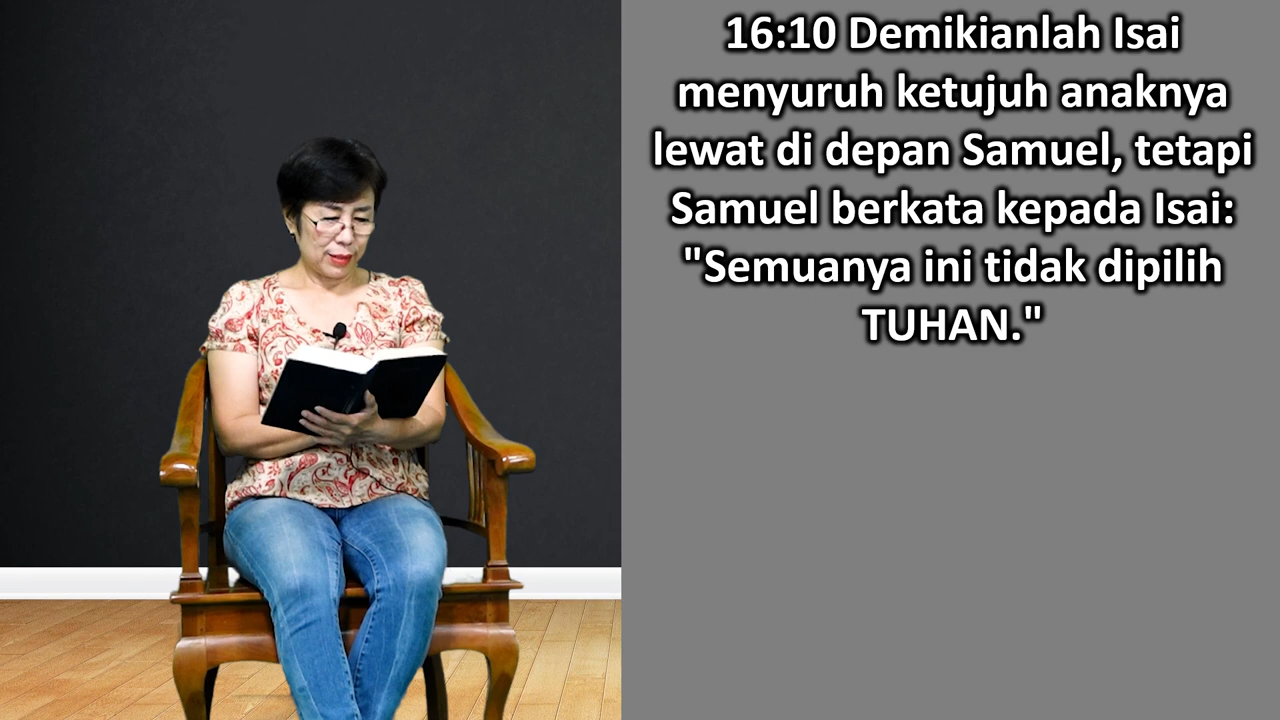 16:10 Demikianlah Isai
menyuruh ketujuh anaknya
lewat di depan Samuel, tetapi
Samuel berkata kepada Isai:
"Semuanya ini tidak dipilih
TUHAN."